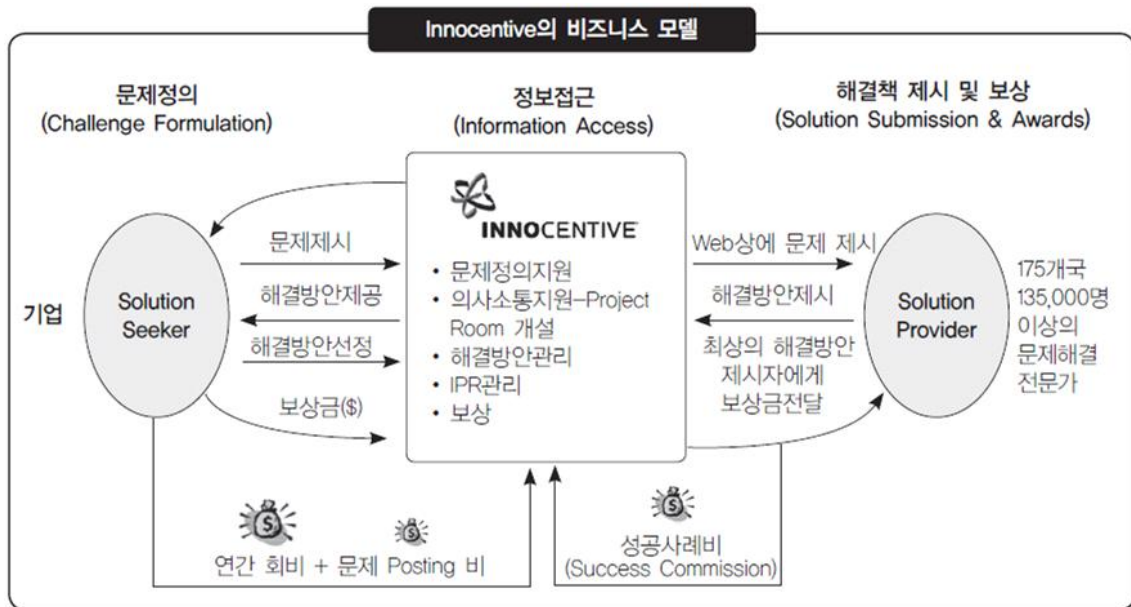 Innocentive의 비즈니스 모델
문제정의
(Challenge Formulation)
정보접근
(Information Access)
해결책 제시 및 보상
(Solution Submission & Awards)
기업
Solution
Seeker
문제제시
해결방안제공
해결방안선정
보상금($)
INNOCENTIVE
• 문제정의지원
• 의사소통지원–Project
Room 개설
• 해결방안관리
• IPR관리
• 보상
Web상에 문제 제시
해결방안제시
최상의 해결방안
제시자에게
보상금전달
Solution
Provider
175개국
135,000명
이상의
문제해결
전문가
$
$
연간 회비 + 문제 Posting 비
$
성공사례비
(Success Commission)